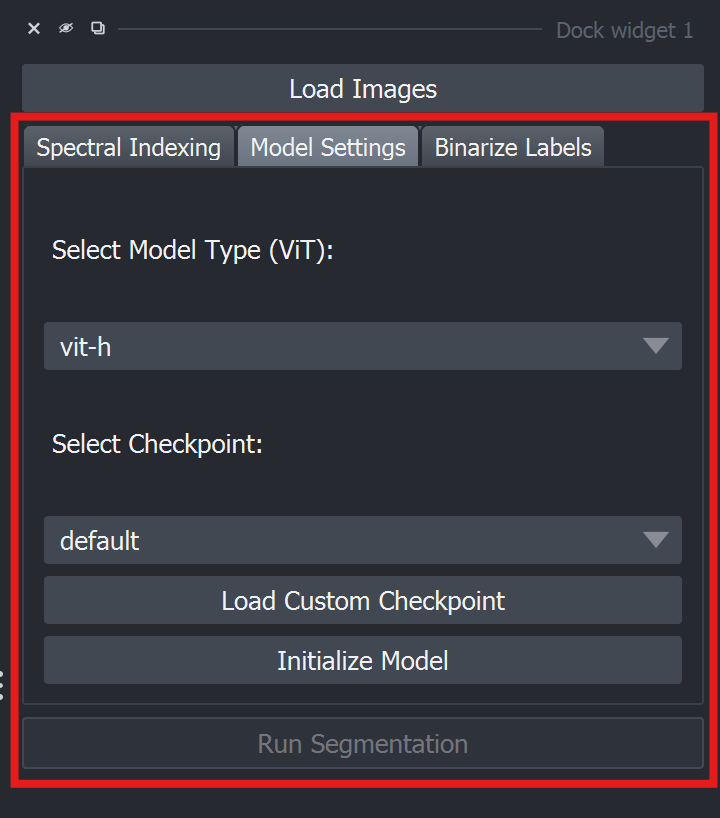 Dock widget 1
Load Images
Spectral Indexing Model Settings Binarize Labels
Select Model Type (ViT):
vit-h
Select Checkpoint:
default
Load Custom Checkpoint
Initialize Model
Run Segmentation